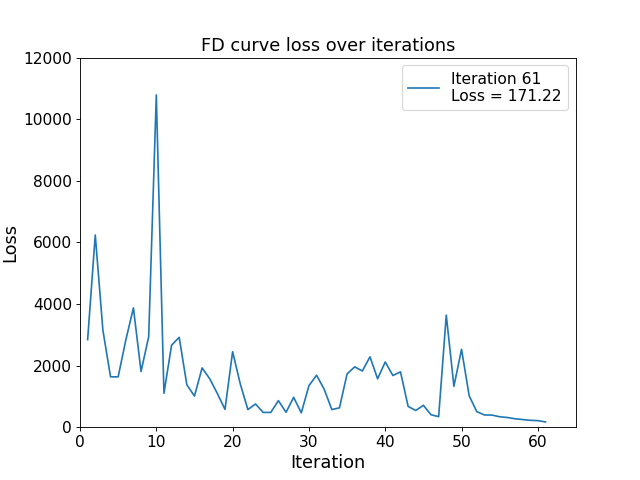 FD curve loss over iterations
Iteration 61
Loss = 171.22
Loss
12000
10000
8000
6000
4000
2000
0
0 10 20 30 40 50 60
Iteration